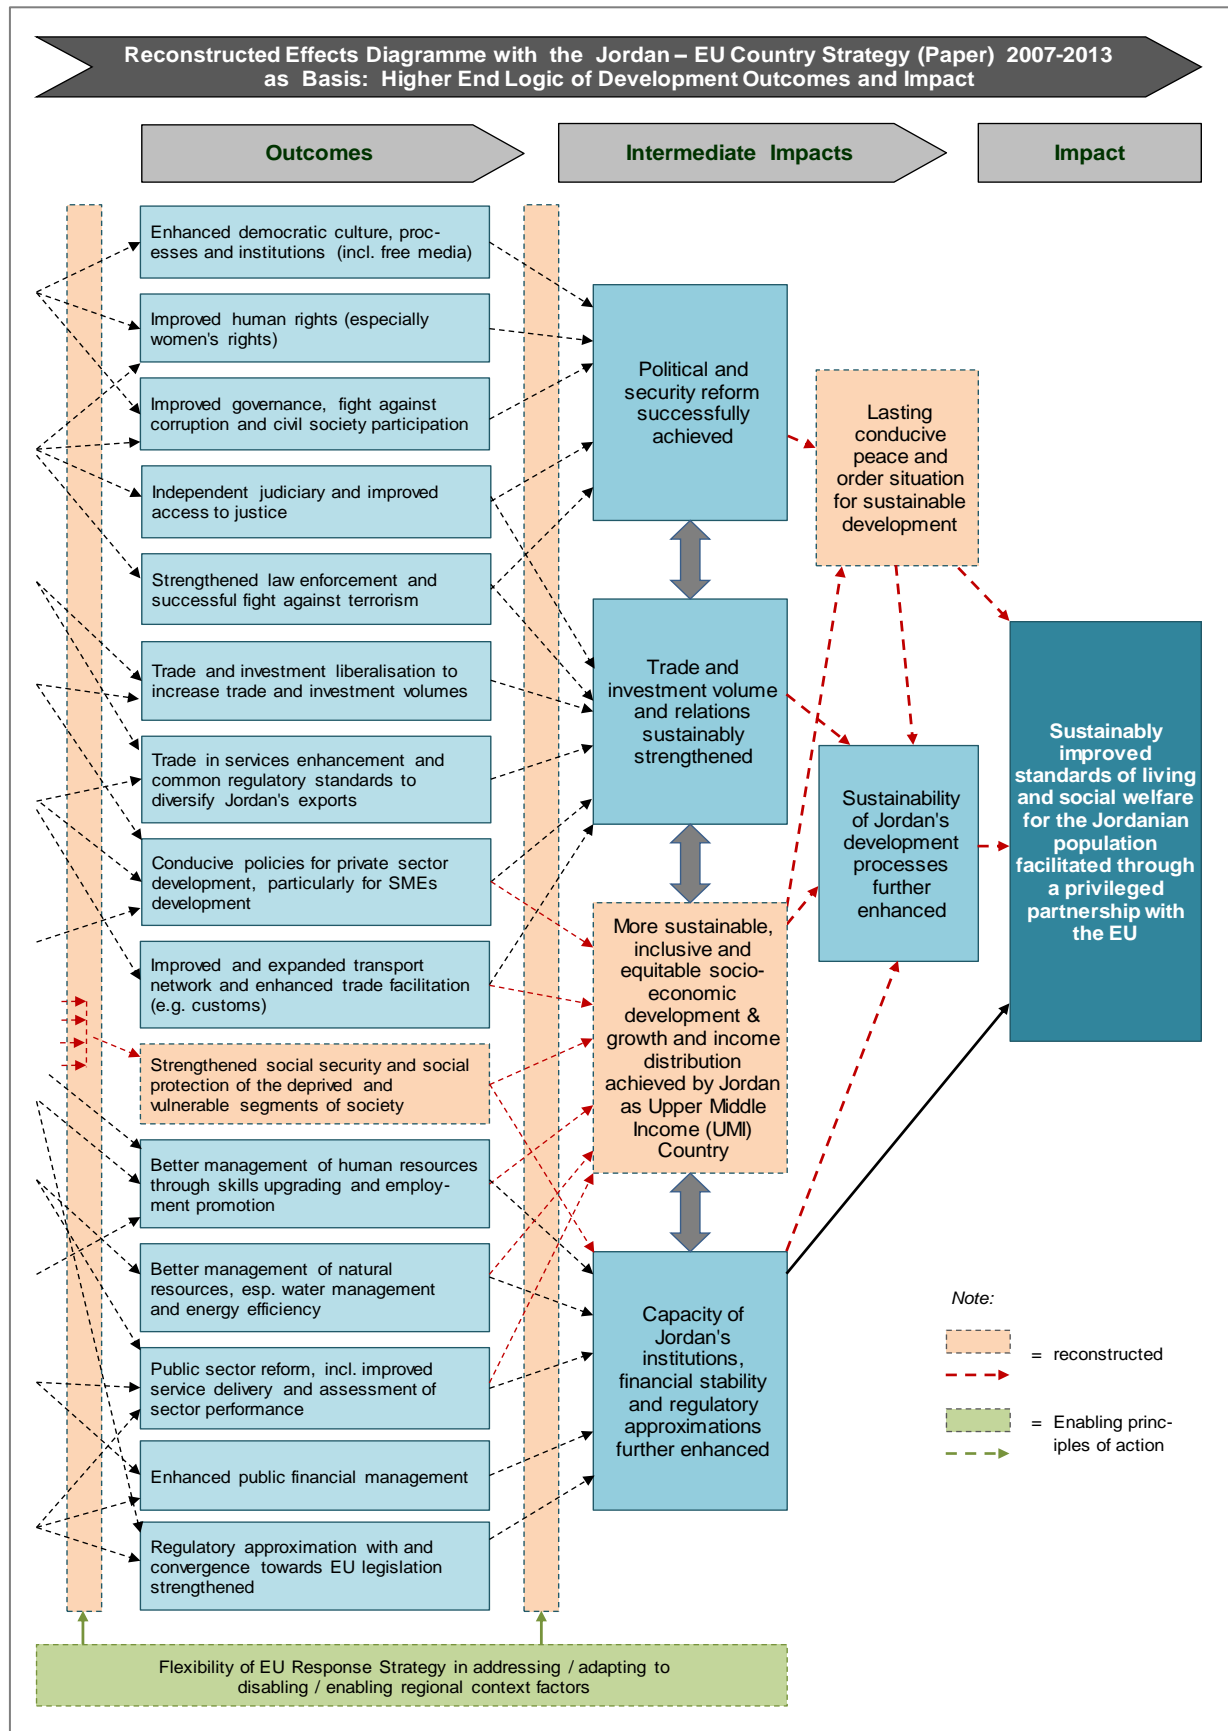 Reconstructed Effects Diagramme with the Jordan – EU Country Strategy (Paper) 2007-2013
as Basis: Higher End Logic of Development Outcomes and Impact
Outcomes
Intermediate Impacts
Impact
Enhanced democratic culture, proc-
esses and institutions (incl. free media)
Improved human rights (especially
women's rights)
Improved governance, fight against
corruption and civil society participation
Independent judiciary and improved
access to justice
Strengthened law enforcement and
successful fight against terrorism
Trade and investment liberalisation to
increase trade and investment volumes
Trade in services enhancement and
common regulatory standards to
diversify Jordan's exports
Conducive policies for private sector
development, particularly for SMEs
development
Improved and expanded transport
network and enhanced trade facilitation
(e.g. customs)
Strengthened social security and social
protection of the deprived and
vulnerable segments of society
Better management of human resources
through skills upgrading and employ-
ment promotion
Better management of natural
resources, esp. water management
and energy efficiency
Public sector reform, incl. improved
service delivery and assessment of
sector performance
Enhanced public financial management
Regulatory approximation with and
convergence towards EU legislation
strengthened
Political and
security reform
successfully
achieved
Trade and
investment volume
and relations
sustainably
strengthened
More sustainable,
inclusive and
equitable socio-
economic
development &
growth and income
distribution
achieved by Jordan
as Upper Middle
Income (UMI)
Country
Capacity of
Jordan's
institutions,
financial stability
and regulatory
approximations
further enhanced
Lasting
conducive
peace and
order situation
for sustainable
development
Sustainability
of Jordan's
development
processes
further
enhanced
Sustainably
improved
standards of living
and social welfare
for the Jordanian
population
facilitated through
a privileged
partnership with
the EU
Note:
= reconstructed
= Enabling princ-
iples of action
Flexibility of EU Response Strategy in addressing / adapting to
disabling / enabling regional context factors